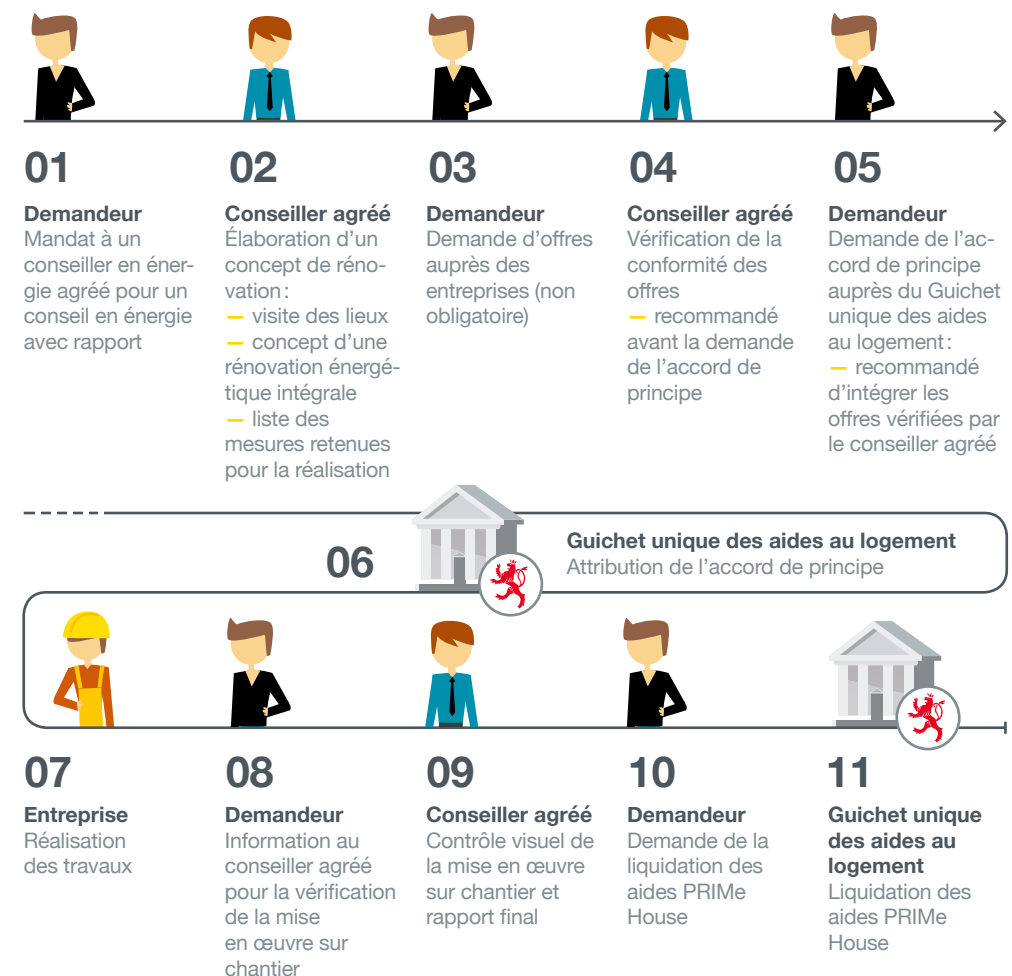 01
Demandeur
Mandat à un
conseiller en éner-
gie agréé pour un
conseil en énergie
avec rapport
02
Conseiller agréé
Élaboration d'un
concept de réno-
vation :
— visite des lieux
— concept d'une
rénovation énergé-
tique intégrale
— liste des
mesures retenues
pour la réalisation
03
Demandeur
Demande d'offres
auprès des
entreprises (non
obligatoire)
04
Conseiller agréé
Vérification de la
conformité des
offres
— recommandé
avant la demande
de l'accord de
principe
05
Demandeur
Demande de l'ac-
cord de principe
auprès du Guichet
unique des aides
au logement :
— recommandé
d'intégrer les
offres vérifiées par
le conseiller agréé
06
Guichet unique des aides au logement
Attribution de l'accord de principe
07
Entreprise
Réalisation
des travaux
08
Demandeur
Information au
conseiller agréé
pour la vérification
de la mise
en œuvre sur
chantier
09
Conseiller agréé
Contrôle visuel de
la mise en œuvre
sur chantier et
rapport final
10
Demandeur
Demande de la
liquidation des
aides PRIMe
House
11
Guichet unique
des aides au
logement
Liquidation des
aides PRIMe
House